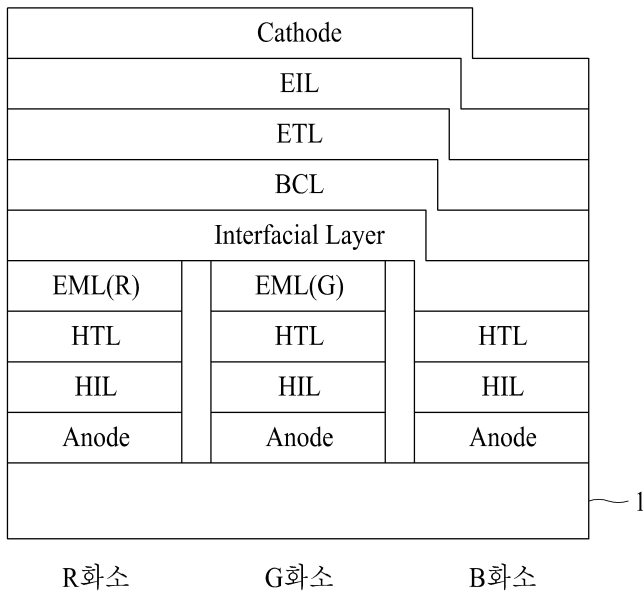 Cathode
EIL
ETL
BCL
Interfacial Layer
EML(R) EML(G)
HTL HTL HTL
HIL HIL HIL
Anode Anode Anode
1
R화소 G화소 B화소